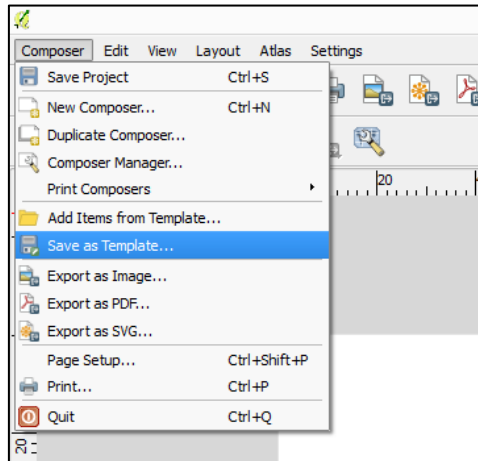 Composer Edit View Layout Atlas Settings
Save Project Ctrl+S
New Composer... Ctrl+N
Duplicate Composer...
Composer Manager...
Print Composers
20
Add Items from Template...
Save as Template...
Export as Image...
Export as PDF...
Export as SVG...
Page Setup... Ctrl+Shift+P
Print... Ctrl+P
Quit Ctrl+Q
20